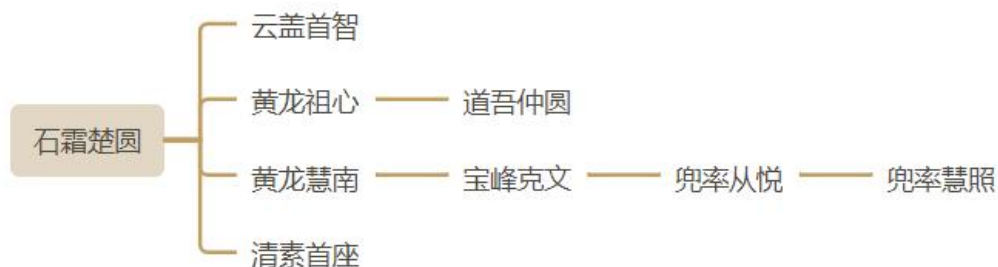 云盖首智
黄龙祖心
道吾仲圆
石霜楚圆
黄龙慧南
宝峰克文
兜率从悦
兜率慧照
清素首座